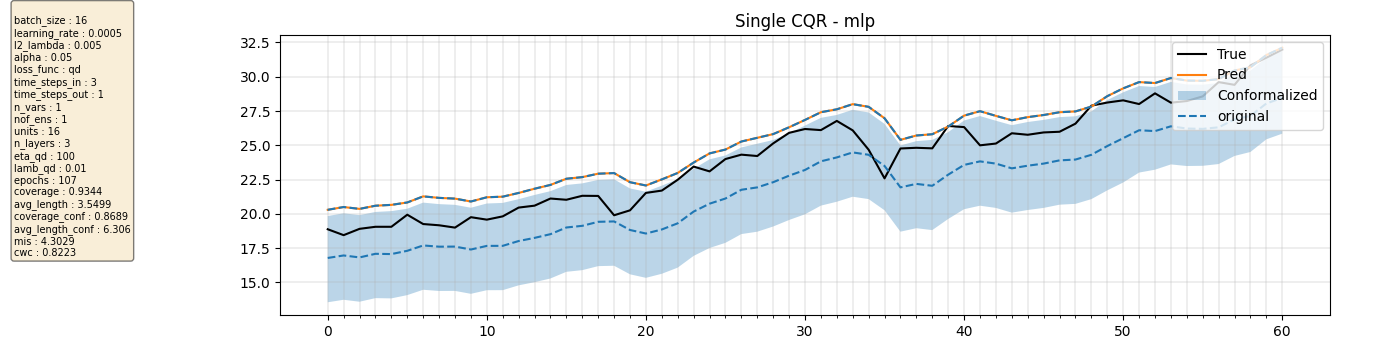 batch_size : 16
learning_rate : 0.0005
l2_lambda : 0.005
alpha : 0.05
loss_func : qd
time_steps_in : 3
time_steps_out : 1
n_vars : 1
nof_ens : 1
units : 16
n_layers : 3
eta_qd : 100
lamb_qd : 0.01
epochs : 107
coverage : 0.9344
avg_length : 3.5499
coverage_conf : 0.8689
avg_length_conf : 6.306
mis : 4.3029
cwc : 0.8223
Single CQR - mlp
32.5
30.0
27.5
25.0
22.5
20.0
17.5
15.0
0 10 20 30 40 50 60
True
Pred
Conformalized
original